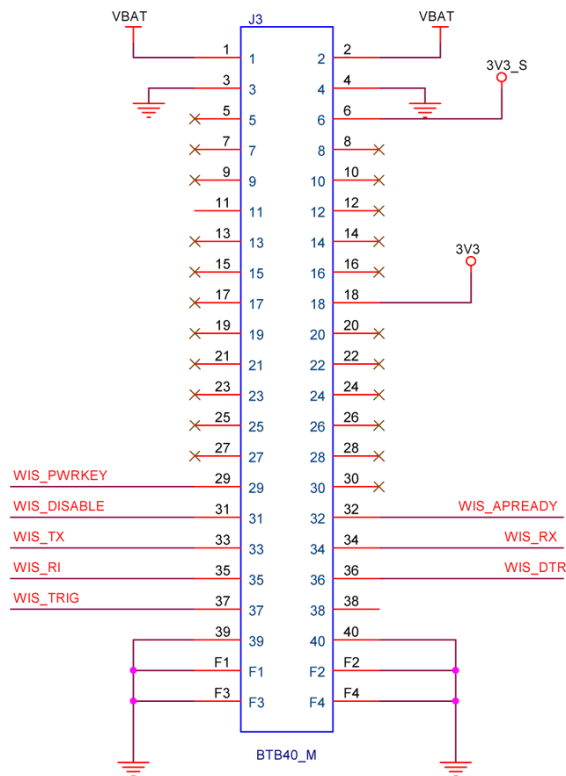 J3
VBAT VBAT
1 1 2 2
3 3 4 4
3V3_S
5 5 6 6
7 7 8 8
9 9 10 10
11 11 12 12
13 13 14 14
15 15 16 16
3V3
17 17 18 18
19 19 20 20
21 21 22 22
23 23 24 24
25 25 26 26
27 27 28 28
WIS_PWRKEY 29 29 30 30
WIS_DISABLE 31 31 32 32 WIS_APREADY
WIS_TX 33 33 34 34 WIS_RX
WIS_RI 35 35 36 36 WIS_DTR
WIS_TRIG 37 37 38 38
39 39 40 40
F1 F1 F2 F2
F3 F3 F4 F4
BTB40_M